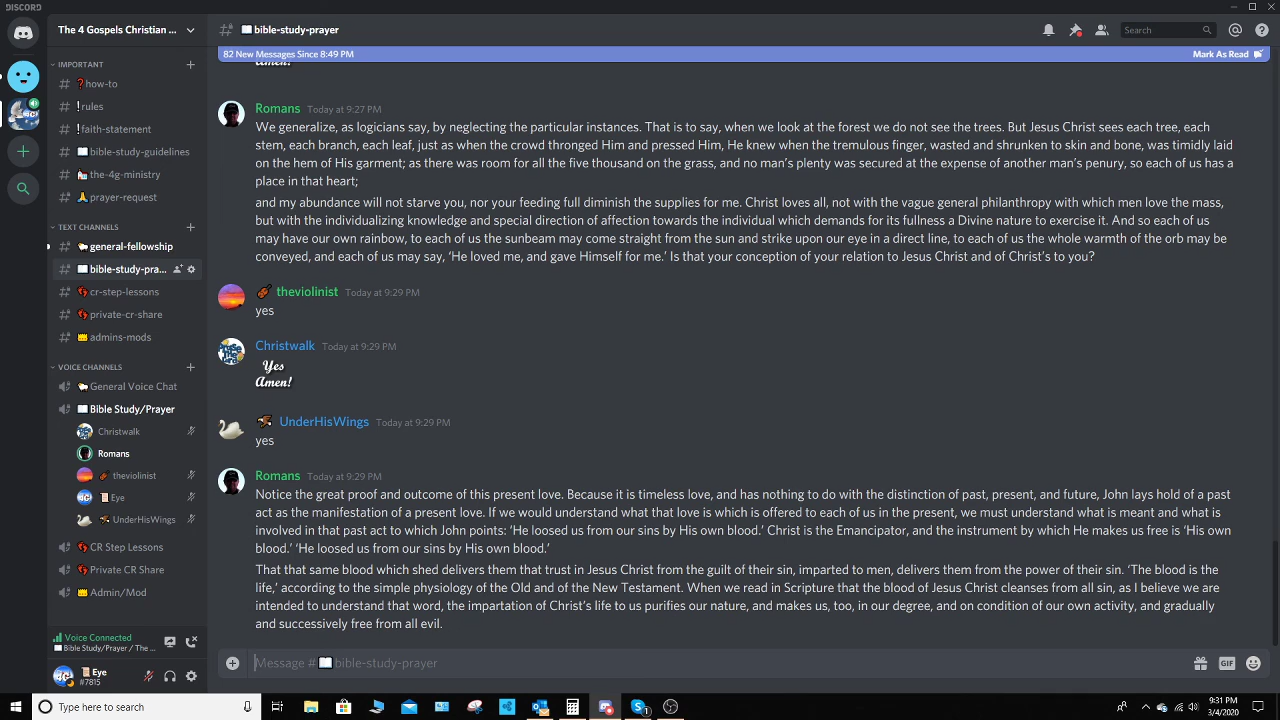 DISCORD
The 4 Gospels Christian ...
bible-study-prayer
Search
82 New Messages Since 8:49 PM
Mark As Read
Amen!
IMPORTANT
how-to
rules
faith-statement
bible-study-guidelines
the-4g-ministry
prayer-request
TEXT CHANNELS
general-fellowship
bible-study-pra...
cr-step-lessons
private-cr-share
admins-mods
VOICE CHANNELS
General Voice Chat
Bible Study/Prayer
Christwalk
Romans
theviolinist
Eye
UnderHisWings
CR Step Lessons
Private CR Share
Admin/Mod
Voice Connected
Bible Study/Prayer / The ...
Eye
#7815
Romans Today at 9:27 PM
We generalize, as logicians say, by neglecting the particular instances. That is to say, when we look at the forest we do not see the trees. But Jesus Christ sees each tree, each
stem, each branch, each leaf, just as when the crowd thronged Him and pressed Him, He knew when the tremulous finger, wasted and shrunken to skin and bone, was timidly laid
on the hem of His garment; as there was room for all the five thousand on the grass, and no man’s plenty was secured at the expense of another man’s penury, so each of us has a
place in that heart;
and my abundance will not starve you, nor your feeding full diminish the supplies for me. Christ loves all, not with the vague general philanthropy with which men love the mass,
but with the individualizing knowledge and special direction of affection towards the individual which demands for its fullness a Divine nature to exercise it. And so each of us
may have our own rainbow, to each of us the sunbeam may come straight from the sun and strike upon our eye in a direct line, to each of us the whole warmth of the orb may be
conveyed, and each of us may say, ‘He loved me, and gave Himself for me.’ Is that your conception of your relation to Jesus Christ and of Christ’s to you?
theviolinist Today at 9:29 PM
yes
Christwalk Today at 9:29 PM
Yes
Amen!
UnderHisWings Today at 9:29 PM
yes
Romans Today at 9:29 PM
Notice the great proof and outcome of this present love. Because it is timeless love, and has nothing to do with the distinction of past, present, and future, John lays hold of a past
act as the manifestation of a present love. If we would understand what that love is which is offered to each of us in the present, we must understand what is meant and what is
involved in that past act to which John points: ‘He loosed us from our sins by His own blood.’ Christ is the Emancipator, and the instrument by which He makes us free is ‘His own
blood.’ ‘He loosed us from our sins by His own blood.’
That that same blood which shed delivers them that trust in Jesus Christ from the guilt of their sin, imparted to men, delivers them from the power of their sin. ‘The blood is the
life,’ according to the simple physiology of the Old and of the New Testament. When we read in Scripture that the blood of Jesus Christ cleanses from all sin, as I believe we are
intended to understand that word, the impartation of Christ’s life to us purifies our nature, and makes us, too, in our degree, and on condition of our own activity, and gradually
and successively free from all evil.
Message # bible-study-prayer
GIF
Type here to search
9:31 PM
3/4/2020